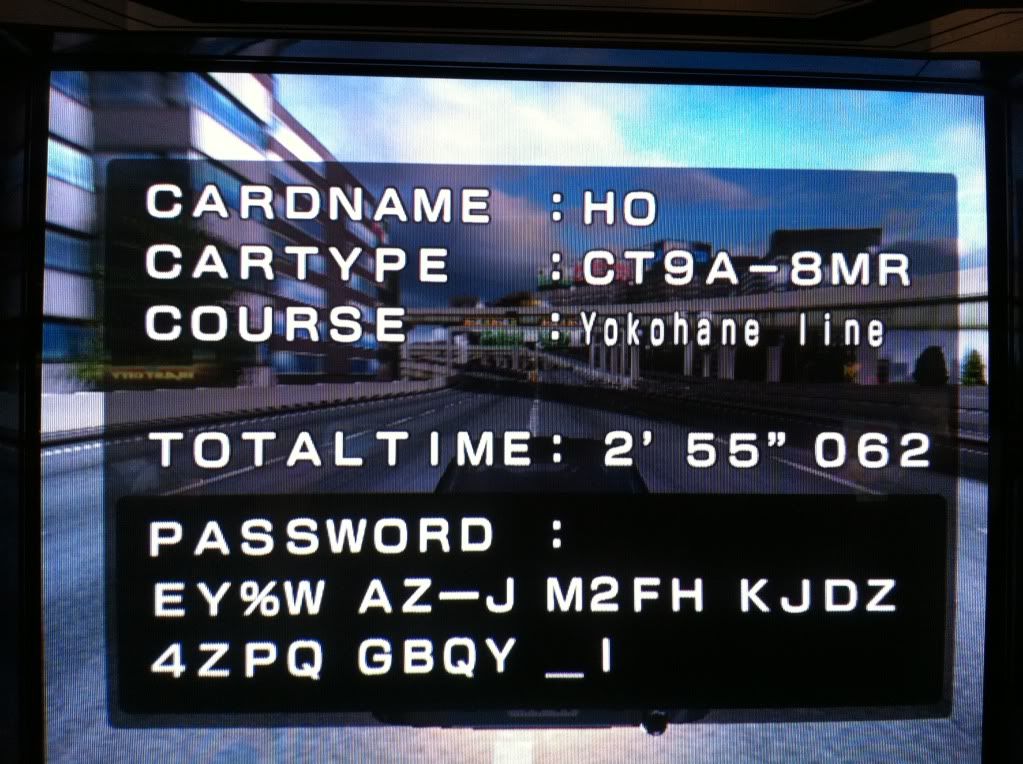 CARDNAME : HO
CARTYPE : CT9A-8MR
COURSE : Yokohane line
TOTALTIME: 2' 55" 062
PASSWORD :
EY%W AZ-J M2FH KJDZ
4ZPQ GBQY _I